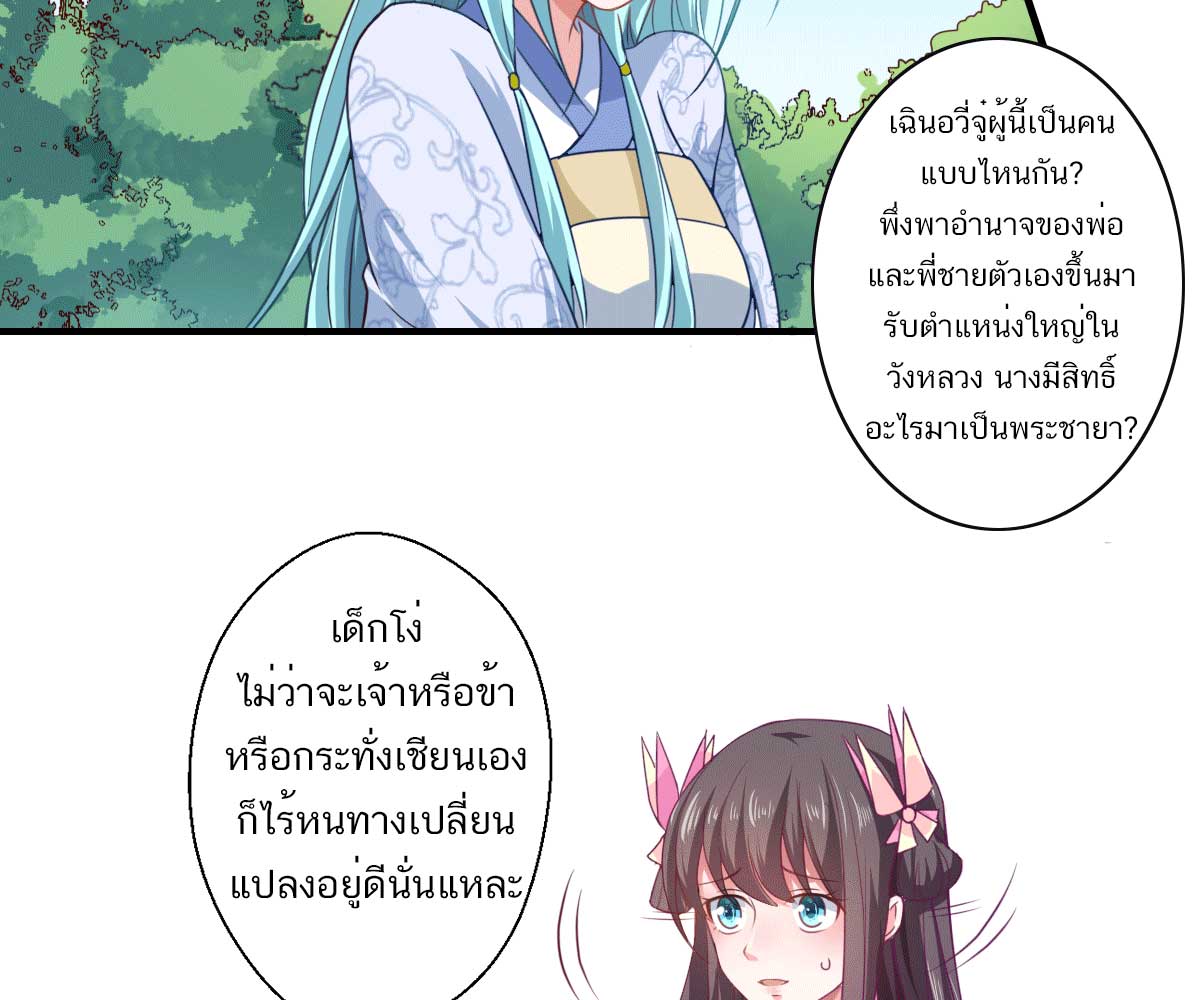 เฉินอวี่จู๋ผู้นี้เป็นคน
แบบไหนกัน?
พึ่งพาอำนาจของพ่อ
และพี่ชายตัวเองขึ้นมา
รับตำแหน่งใหญ่ใน
วังหลวง นางมีสิทธิ์
อะไรมาเป็นพระชายา?
เด็กโง่
ไม่ว่าจะเจ้าหรือข้า
หรือกระทั่งเซียนเอง
ก็ไร้หนทางเปลี่ยน
แปลงอยู่ดีนั่นแหละ